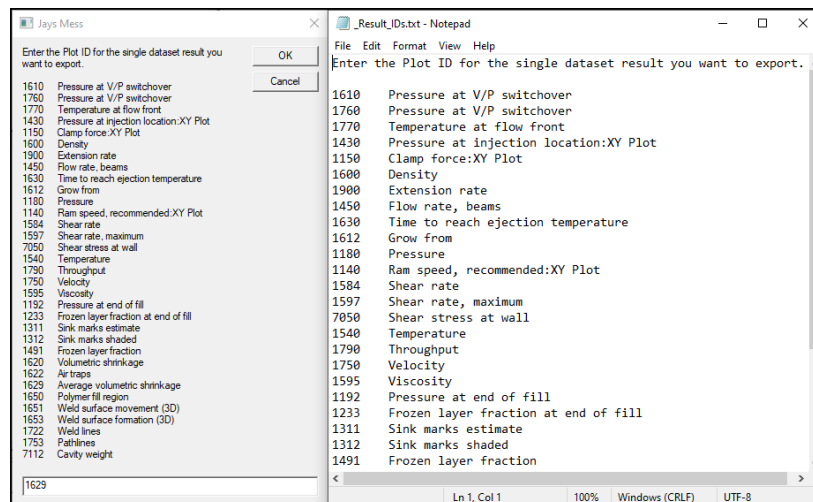 Jays Mess
Enter the Plot ID for the single dataset result you
want to export.
OK
Cancel
1610 Pressure at V/P switchover
1760 Pressure at V/P switchover
1770 Temperature at flow front
1430 Pressure at injection location:XY Plot
1150 Clamp force:XY Plot
1600 Density
1900 Extension rate
1450 Flow rate, beams
1630 Time to reach ejection temperature
1612 Grow from
1180 Pressure
1140 Ram speed, recommended:XY Plot
1584 Shear rate
1597 Shear rate, maximum
7050 Shear stress at wall
1540 Temperature
1790 Throughput
1750 Velocity
1595 Viscosity
1192 Pressure at end of fill
1233 Frozen layer fraction at end of fill
1311 Sink marks estimate
1312 Sink marks shaded
1491 Frozen layer fraction
1620 Volumetric shrinkage
1622 Air traps
1629 Average volumetric shrinkage
1650 Polymer fill region
1651 Weld surface movement (3D)
1653 Weld surface formation (3D)
1722 Weld lines
1753 Pathlines
7112 Cavity weight
1629
_Result_IDs.txt - Notepad
File Edit Format View Help
Enter the Plot ID for the single dataset result you want to export.
1610 Pressure at V/P switchover
1760 Pressure at V/P switchover
1770 Temperature at flow front
1430 Pressure at injection location:XY Plot
1150 Clamp force:XY Plot
1600 Density
1900 Extension rate
1450 Flow rate, beams
1630 Time to reach ejection temperature
1612 Grow from
1180 Pressure
1140 Ram speed, recommended:XY Plot
1584 Shear rate
1597 Shear rate, maximum
7050 Shear stress at wall
1540 Temperature
1790 Throughput
1750 Velocity
1595 Viscosity
1192 Pressure at end of fill
1233 Frozen layer fraction at end of fill
1311 Sink marks estimate
1312 Sink marks shaded
1491 Frozen layer fraction
Ln 1, Col 1 100% Windows (CRLF) UTF-8